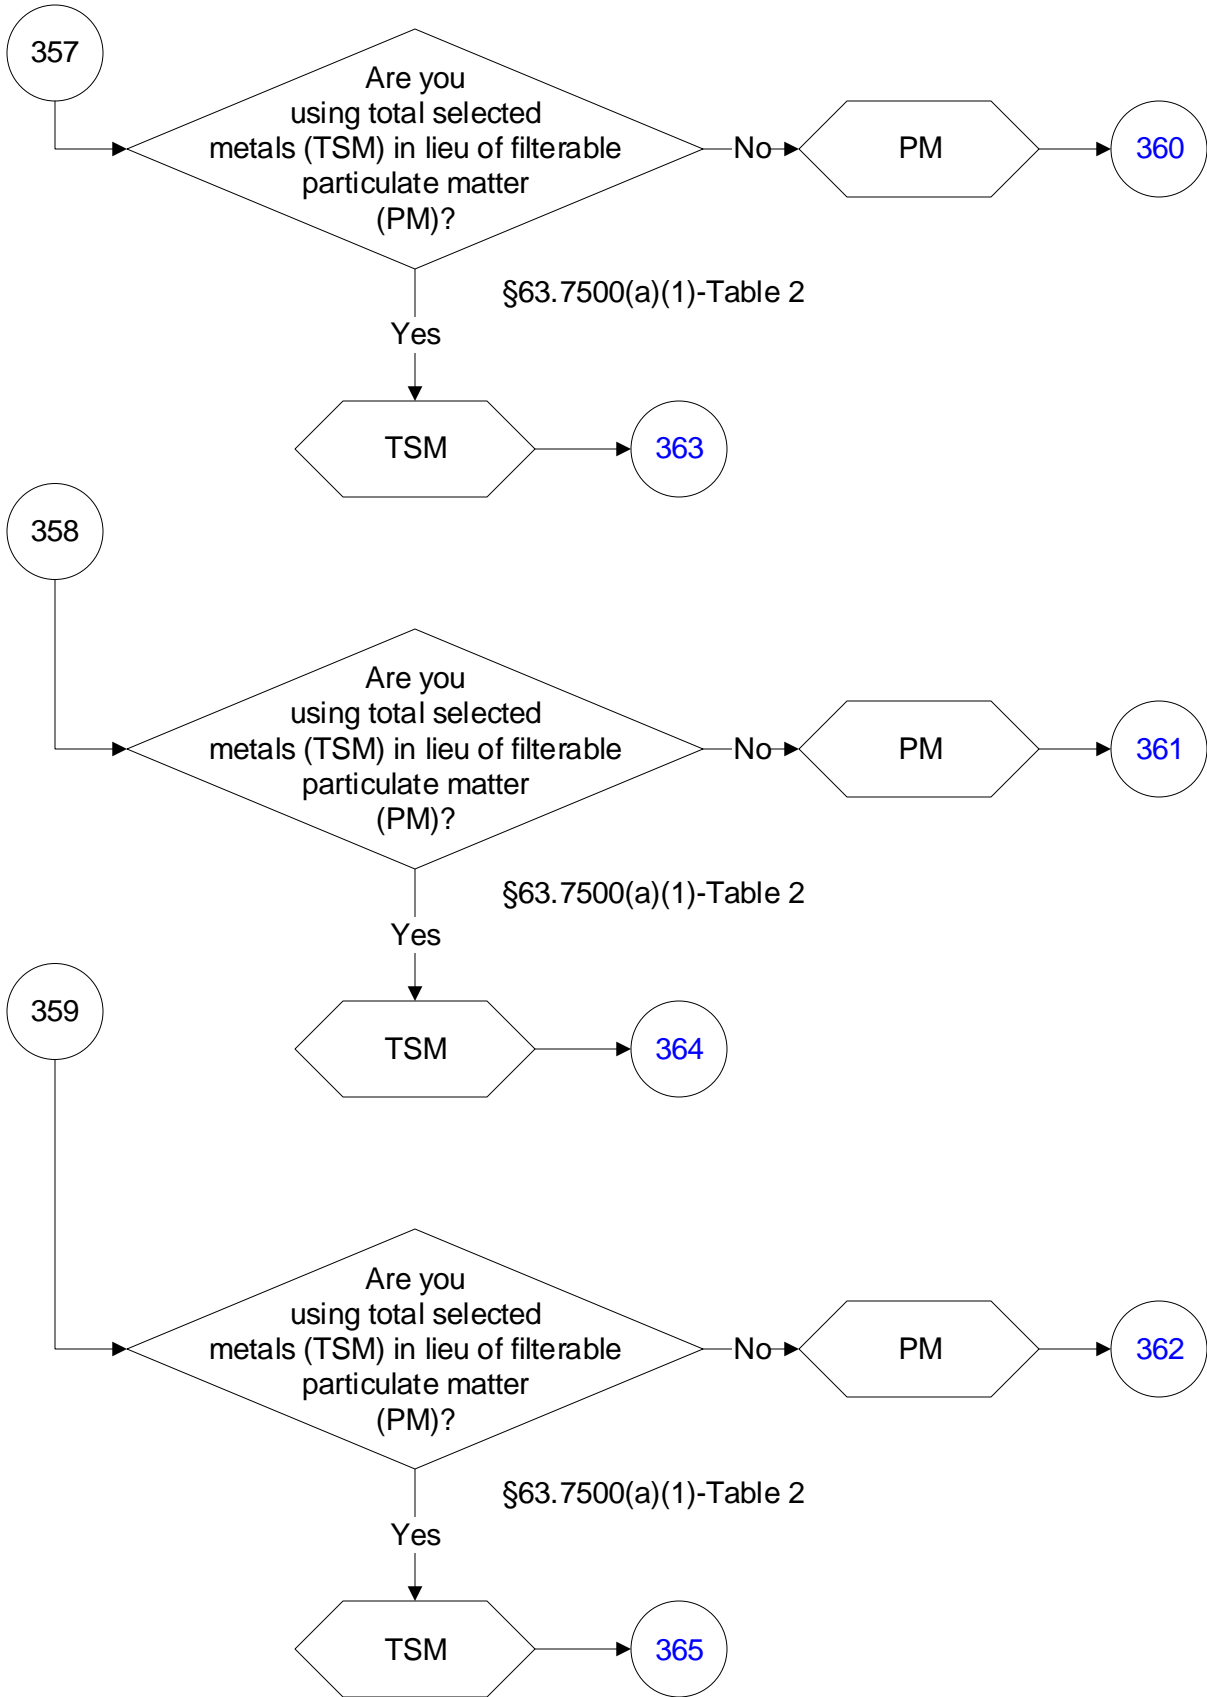 357
Are you
using total selected
metals (TSM) in lieu of filterable
particulate matter
(PM)?
No
PM
360
§63.7500(a)(1)-Table 2
Yes
TSM
363
358
Are you
using total selected
metals (TSM) in lieu of filterable
particulate matter
(PM)?
No
PM
361
§63.7500(a)(1)-Table 2
Yes
TSM
364
359
Are you
using total selected
metals (TSM) in lieu of filterable
particulate matter
(PM)?
No
PM
362
§63.7500(a)(1)-Table 2
Yes
TSM
365